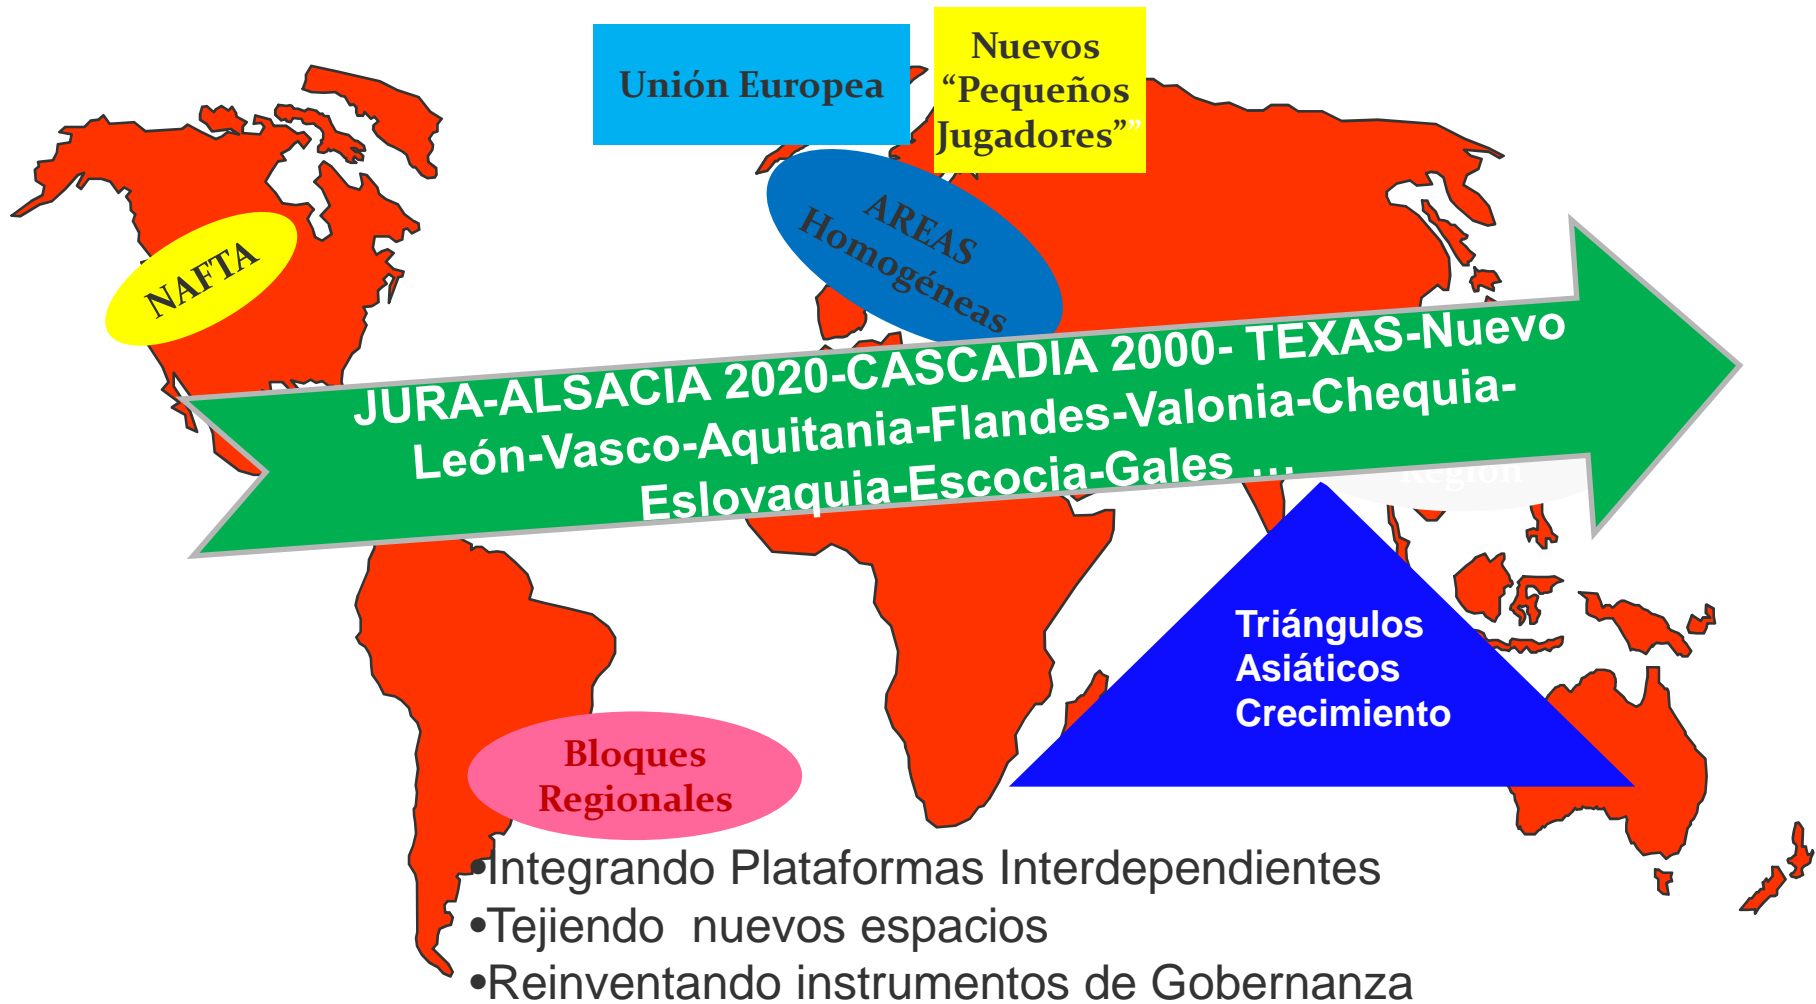 Unión Europea
Nuevos
“Pequeños
Jugadores””
AREAS
Homogéneas
NAFTA
JURA-ALSACIA 2020-CASCADIA 2000- TEXAS-Nuevo
León-Vasco-Aquitania-Flandes-Valonia-Chequia-
Eslovaquia-Escocia-Gales ...
Región
Triángulos
Asiáticos
Crecimiento
Bloques
Regionales
•Integrando Plataformas Interdependientes
•Tejiendo  nuevos espacios
•Reinventando instrumentos de Gobernanza